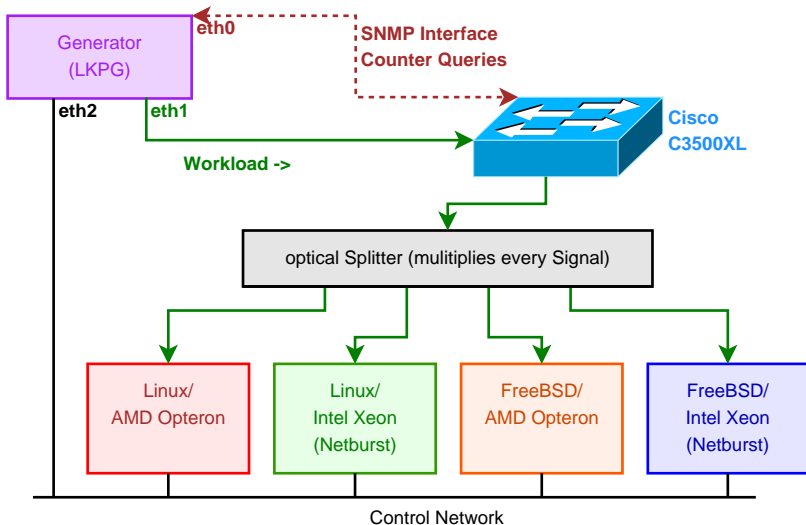 eth0
Generator
(LKPG)
SNMP Interface
Counter Queries
eth2
eth1
Cisco
C3500XL
Workload ->
optical Splitter (mulitiplies every Signal)
Linux/
AMD Opteron
Linux/
Intel Xeon
(Netburst)
FreeBSD/
AMD Opteron
FreeBSD/
Intel Xeon
(Netburst)
Control Network